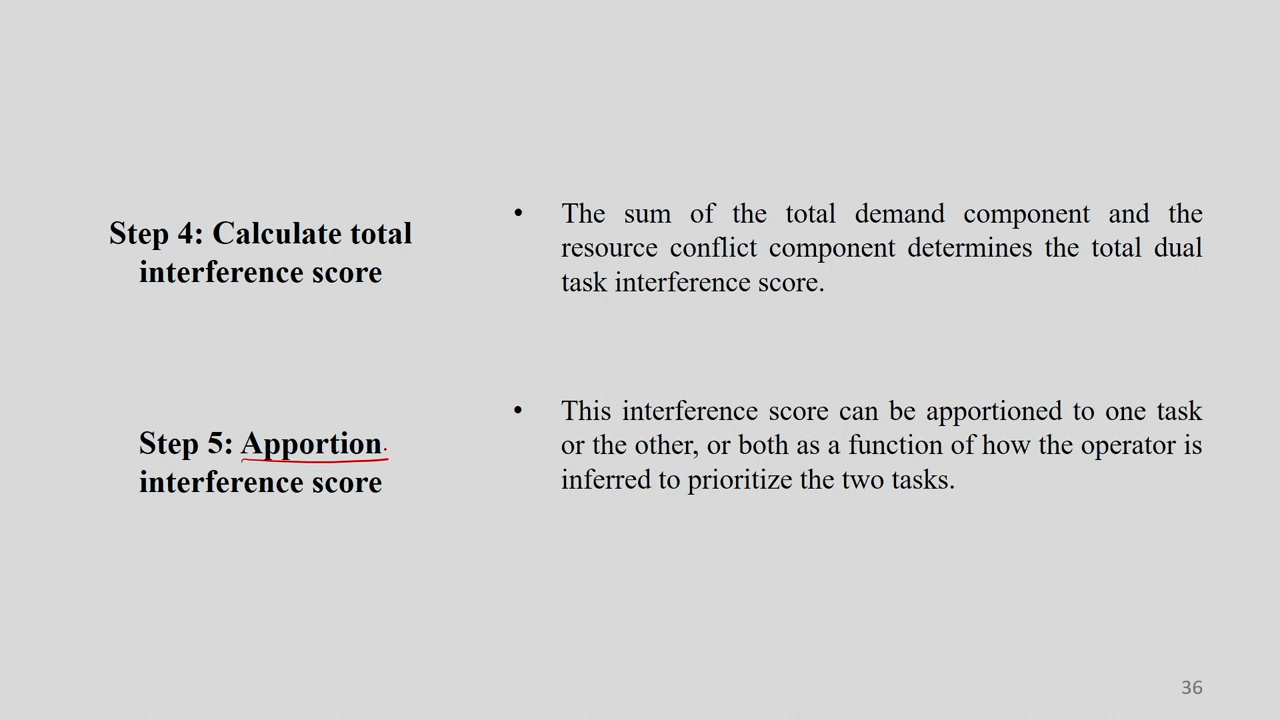 Step 4: Calculate total
interference score
• The sum of the total demand component and the
resource conflict component determines the total dual
task interference score.
Step 5: Apportion
interference score
• This interference score can be apportioned to one task
or the other, or both as a function of how the operator is
inferred to prioritize the two tasks.
36